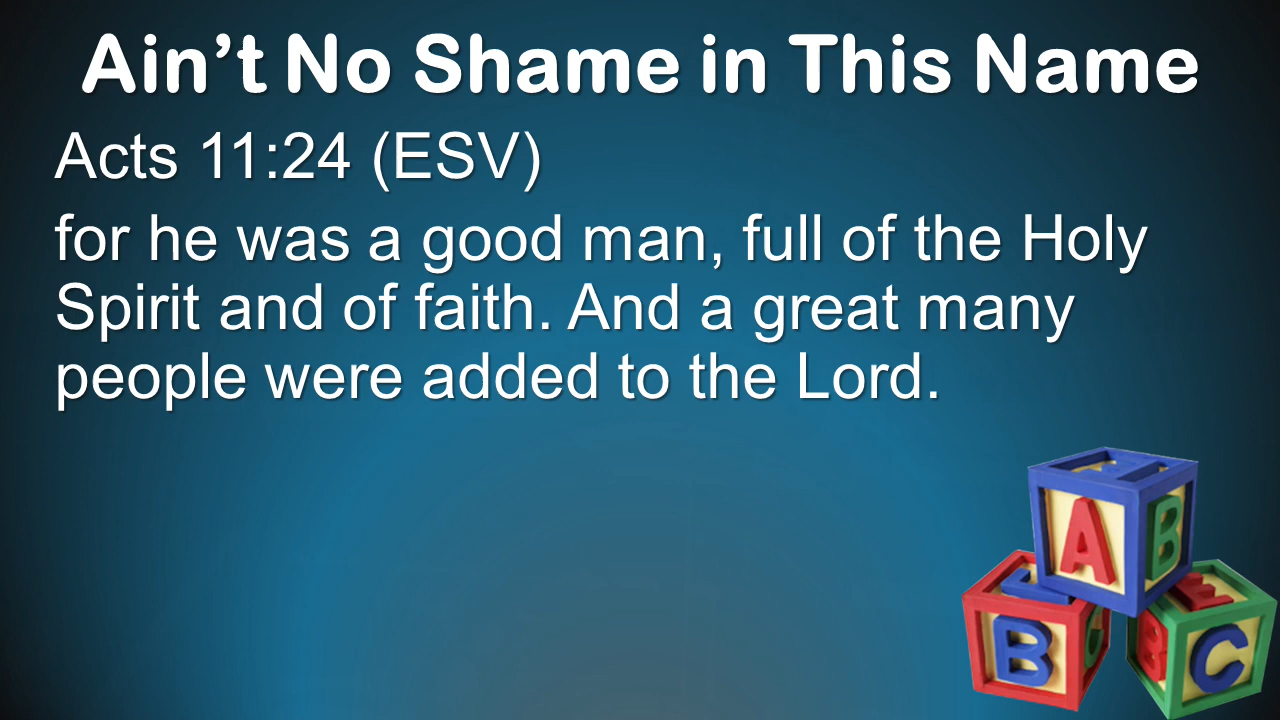 Ain’t No Shame in This Name
Acts 11:24 (ESV)
for he was a good man, full of the Holy
Spirit and of faith. And a great many
people were added to the Lord.
A
B
B
C